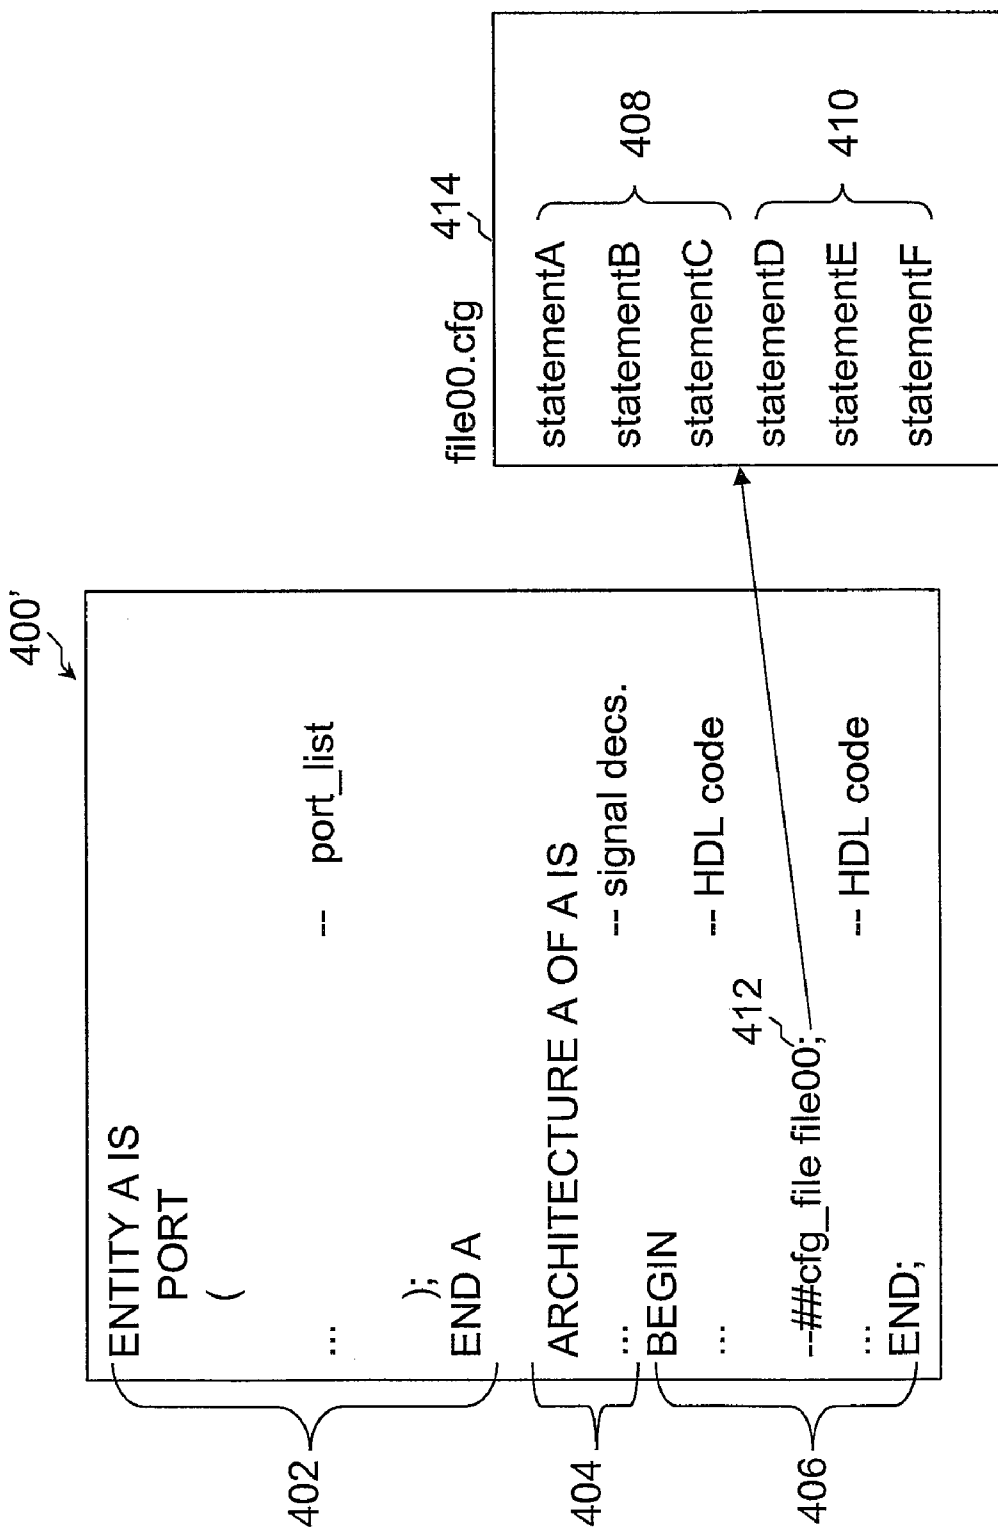 400'
402
ENTITY A IS
PORT
(
... -- port_list
);
END A
404
ARCHITECTURE A OF A IS
... -- signal decs.
406
BEGIN
... -- HDL code
412
--##cfg_file file00;
... -- HDL code
END;
file00.cfg
414
statementA
statementB
statementC
408
statementD
statementE
statementF
410